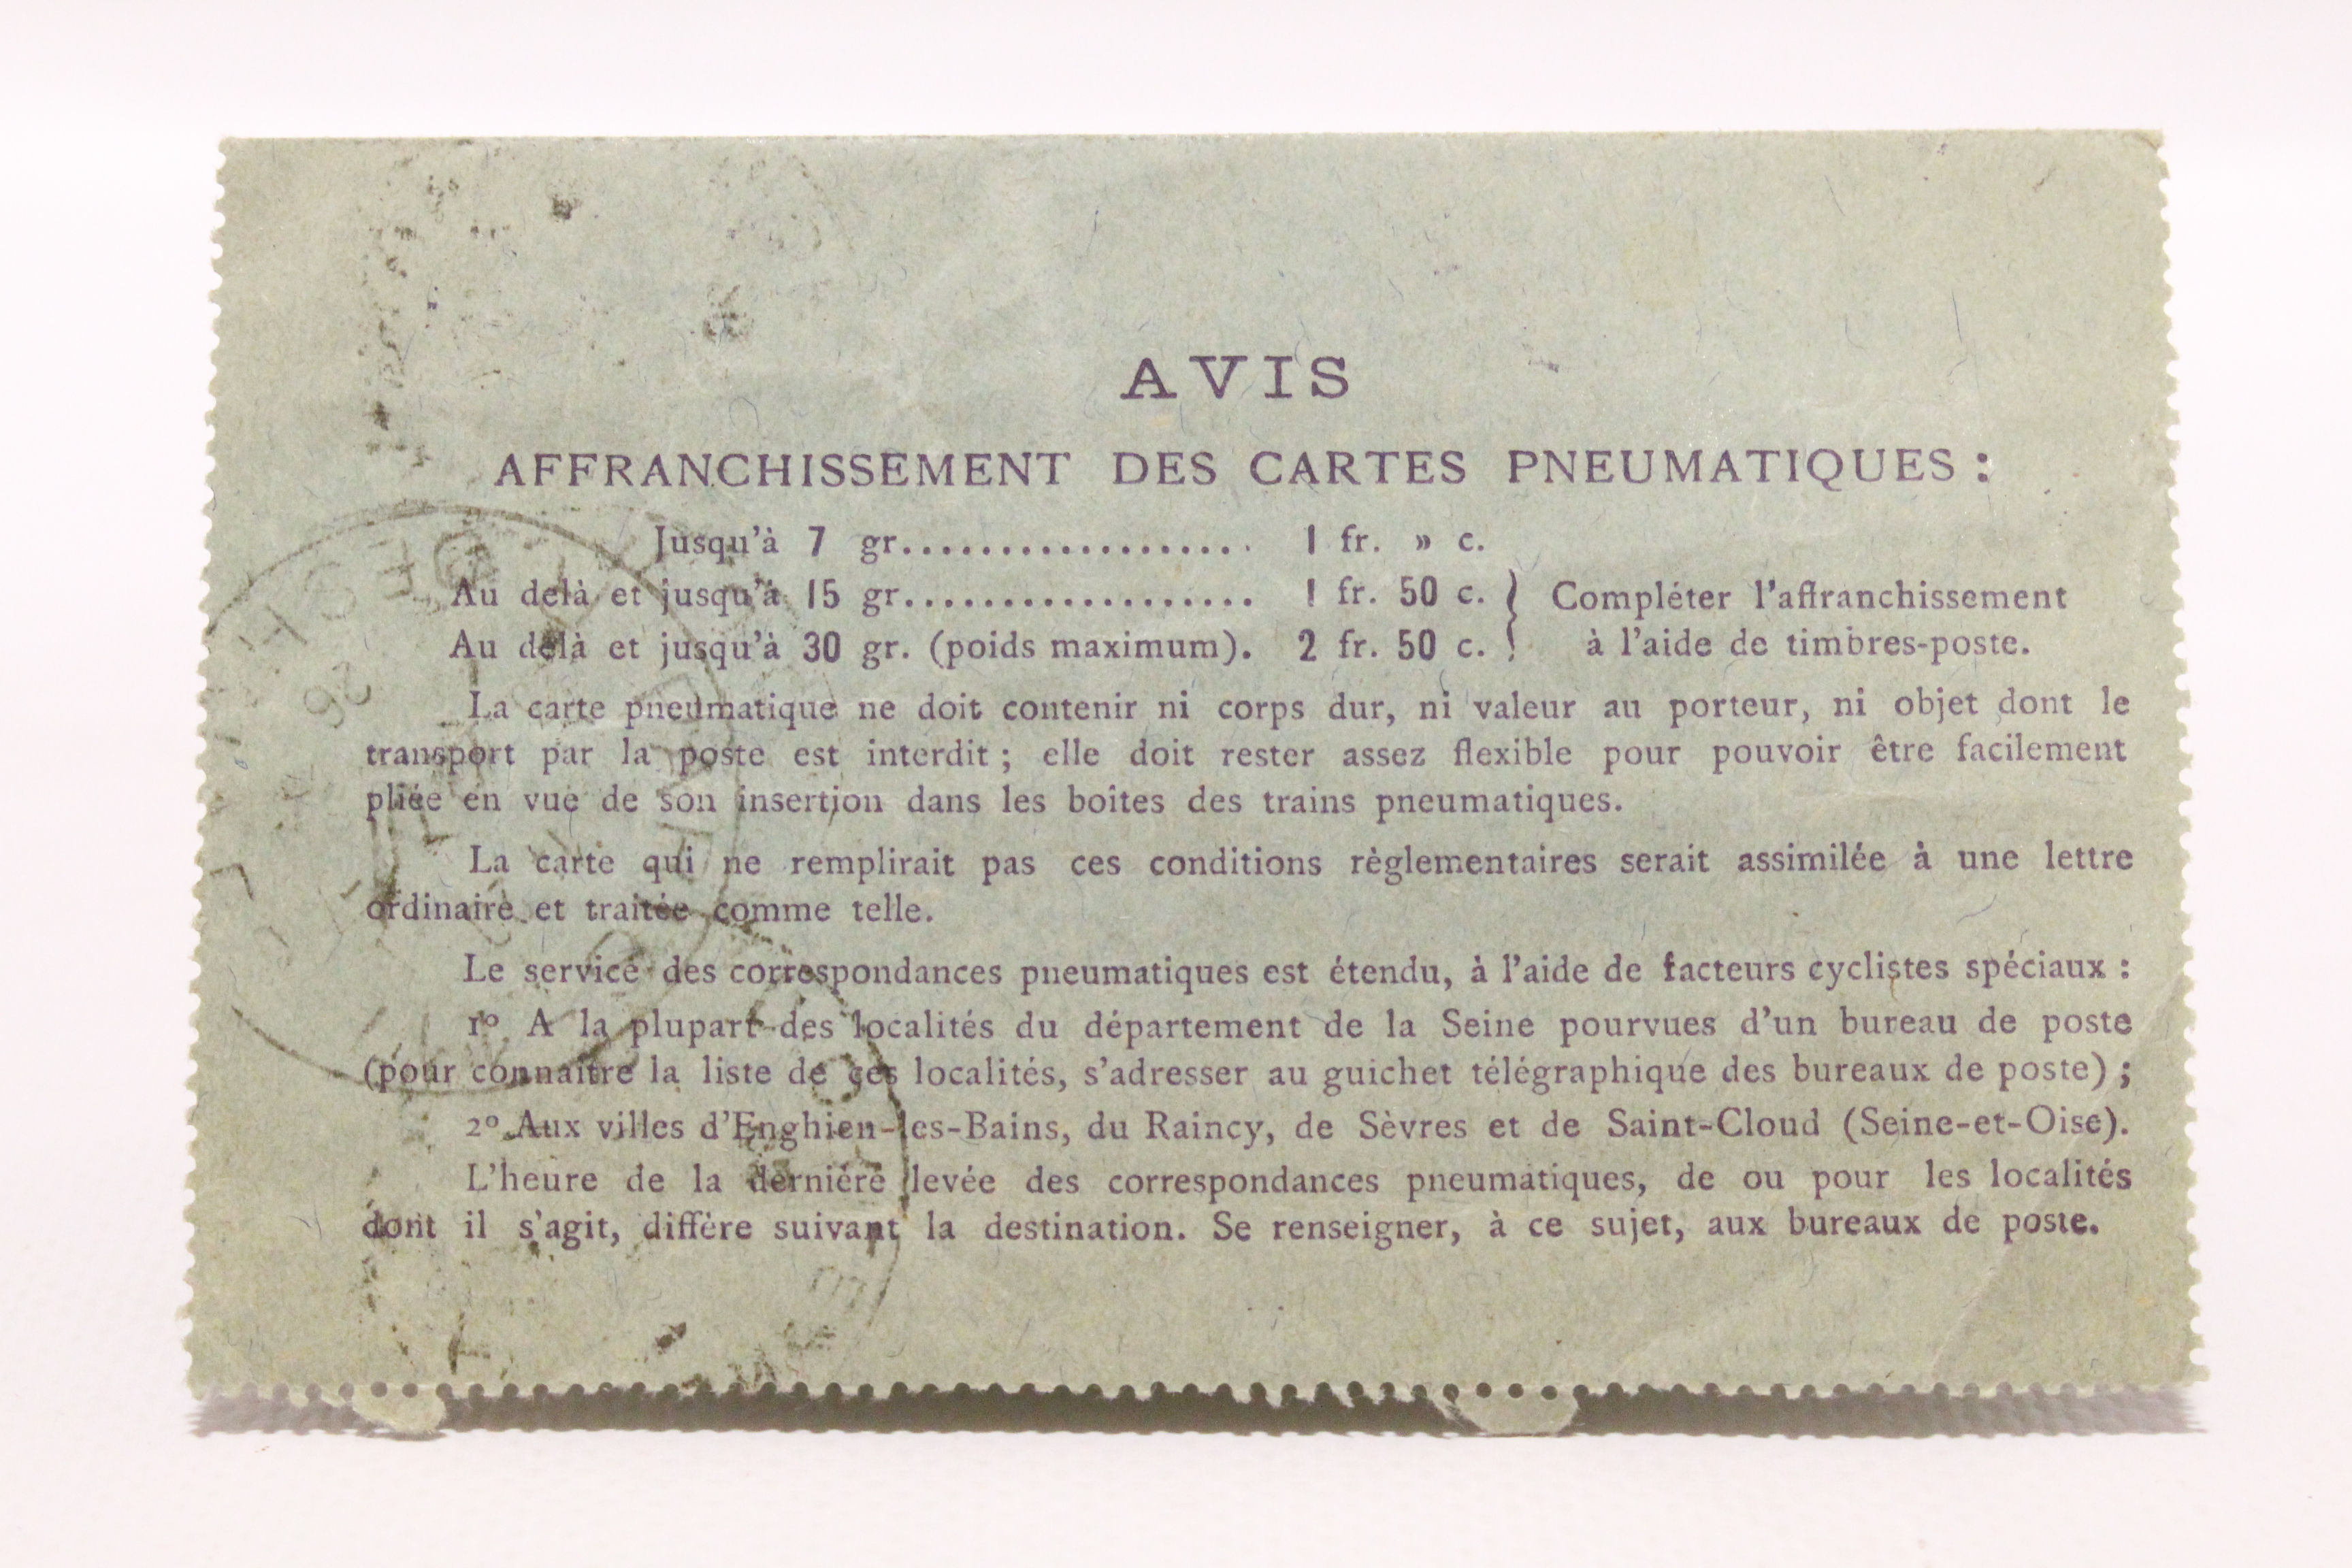 AVIS
AFFRANCHISSEMENT DES CARTES PNEUMATIQUES :
Jusqu'à 7 gr................... 1 fr. » c.
Au delà et jusqu'à 15 gr................... 1 fr. 50 c. } Compléter l'affranchissement
Au délà et jusqu'à 30 gr. (poids maximum). 2 fr. 50 c. } à l'aide de timbres-poste.
La carte pneumatique ne doit contenir ni corps dur, ni valeur au porteur, ni objet dont le
transport par la poste est interdit ; elle doit rester assez flexible pour pouvoir être facilement
pliée en vue de son insertion dans les boites des trains pneumatiques.
La carte qui ne remplirait pas ces conditions règlementaires serait assimilée à une lettre
ordinaire et traitée comme telle.
Le service des correspondances pneumatiques est étendu, à l'aide de facteurs cyclistes spéciaux :
1° A la plupart des localités du département de la Seine pourvues d'un bureau de poste
(pour connaître la liste de ces localités, s'adresser au guichet télégraphique des bureaux de poste) ;
2° Aux villes d'Enghien-les-Bains, du Raincy, de Sèvres et de Saint-Cloud (Seine-et-Oise).
L'heure de la dernière levée des correspondances pneumatiques, de ou pour les localités
dont il s'agit, diffère suivant la destination. Se renseigner, à ce sujet, aux bureaux de poste.